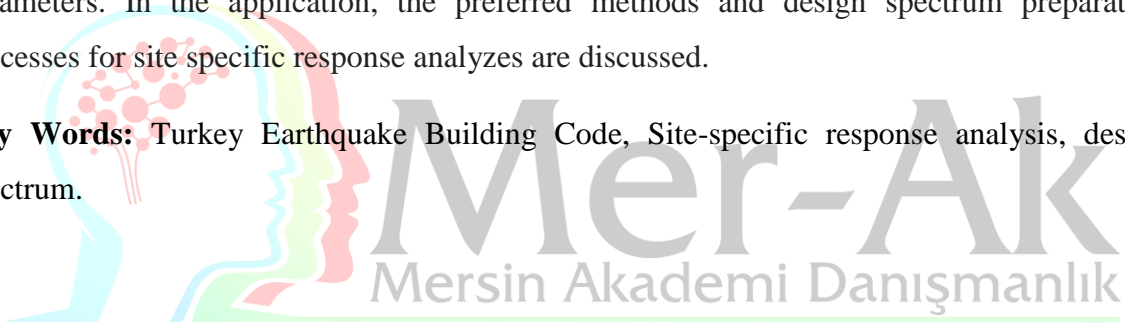 ameters. In the application, the preferred methods and design spectrum preparat
cesses for site specific response analyzes are discussed.
y Words: Turkey Earthquake Building Code, Site-specific response analysis, des
ctrum.
Mer-Ak
Mersin Akademi Danışmanlık